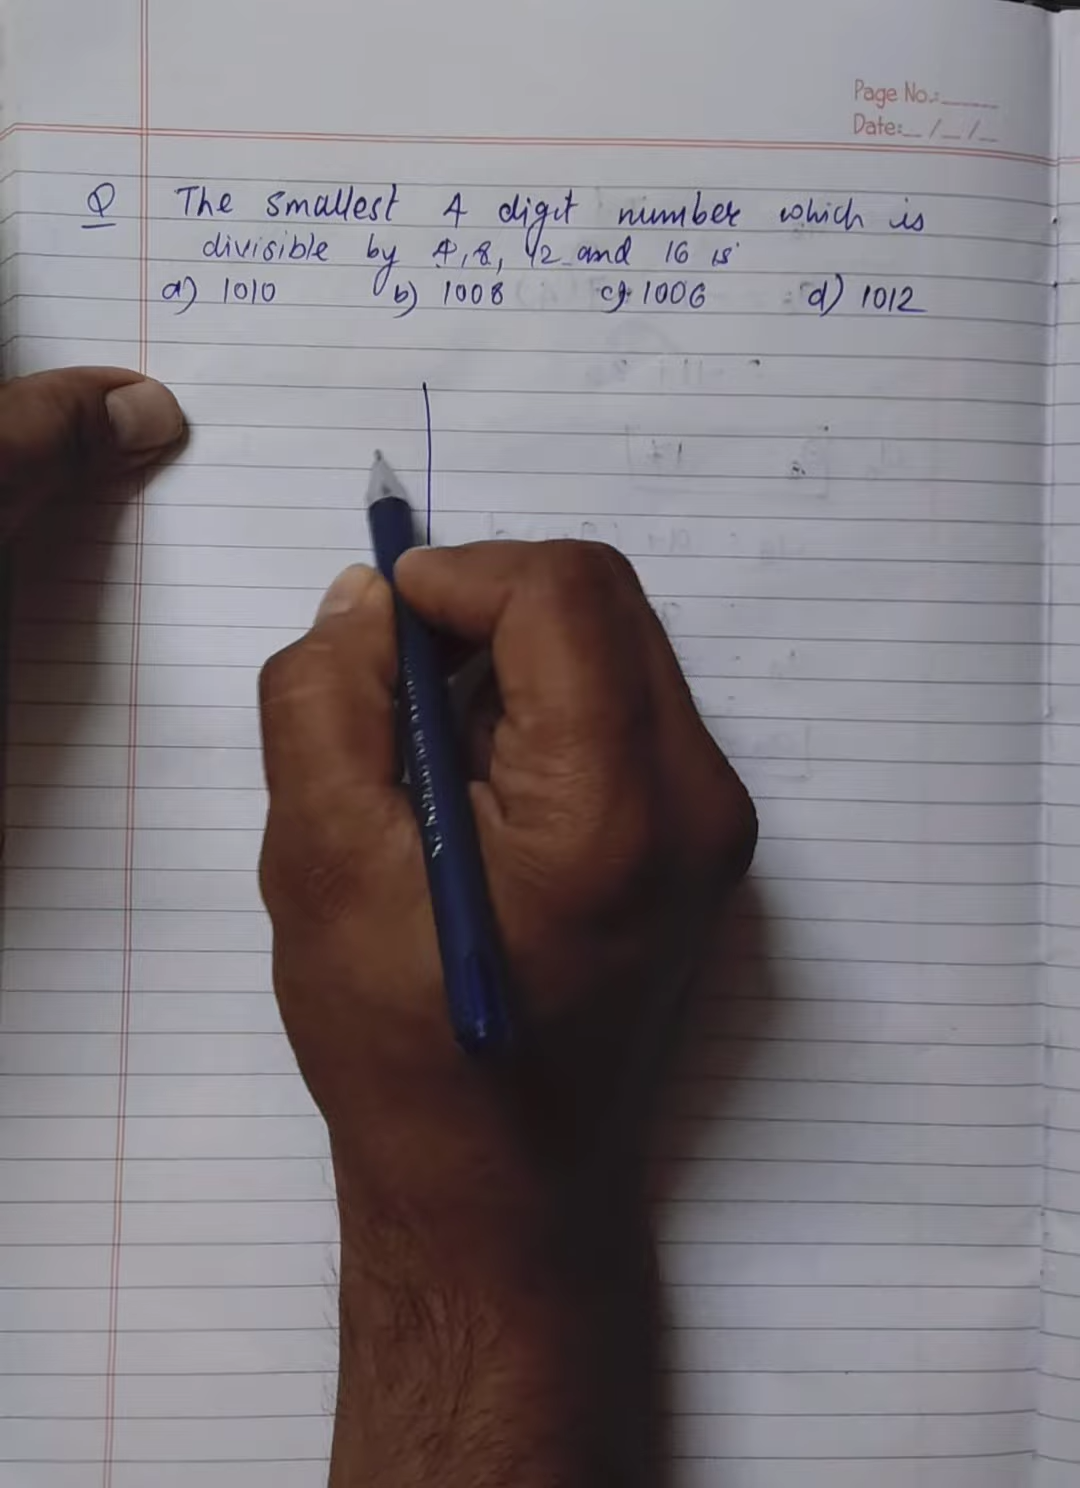 Page No.:
Date: / /
Q The smallest 4 digit number which is
divisible by 4, 8, 12 and 16 is
a) 1010 b) 1008 c) 1006 d) 1012